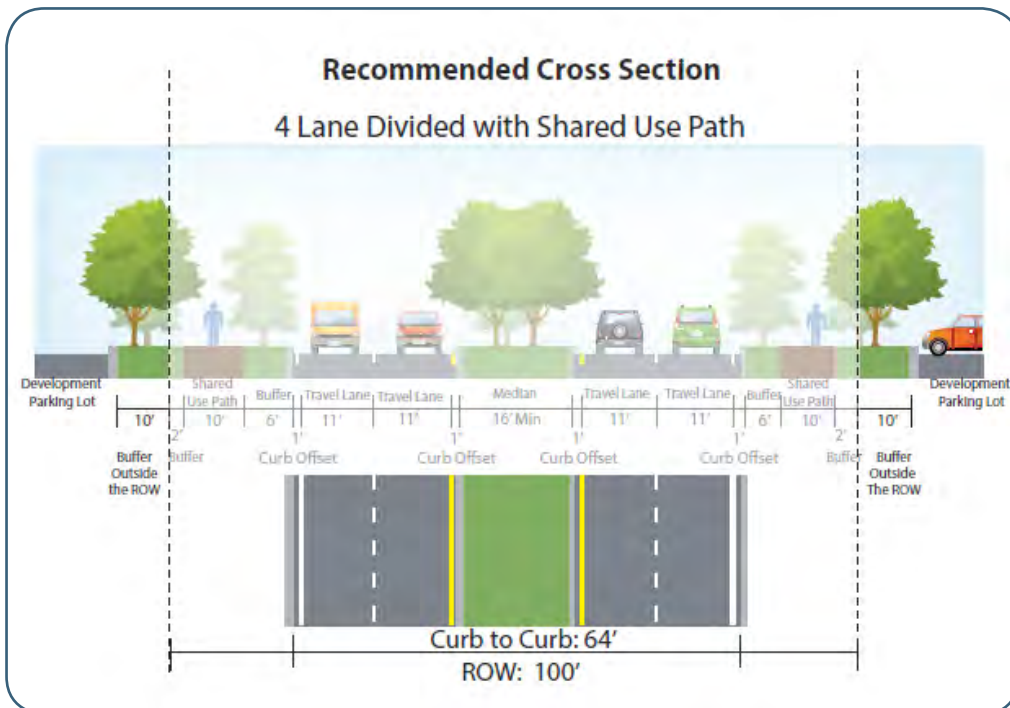 Recommended Cross Section
4 Lane Divided with Shared Use Path
Development
Parking Lot
Shared
Use Path
Buffer
Travel Lane
Travel Lane
Median
Travel Lane
Travel Lane
Buffer
Shared
Use Path
Development
Parking Lot
10'
10'
6'
11'
11'
16' Min
11'
11'
6'
10'
10'
2'
1'
1'
1'
1'
2'
Buffer
Outside
the ROW
Buffer
Curb Offset
Curb Offset
Curb Offset
Curb Offset
Buffer
Buffer
Outside
The ROW
Curb to Curb: 64'
ROW: 100'